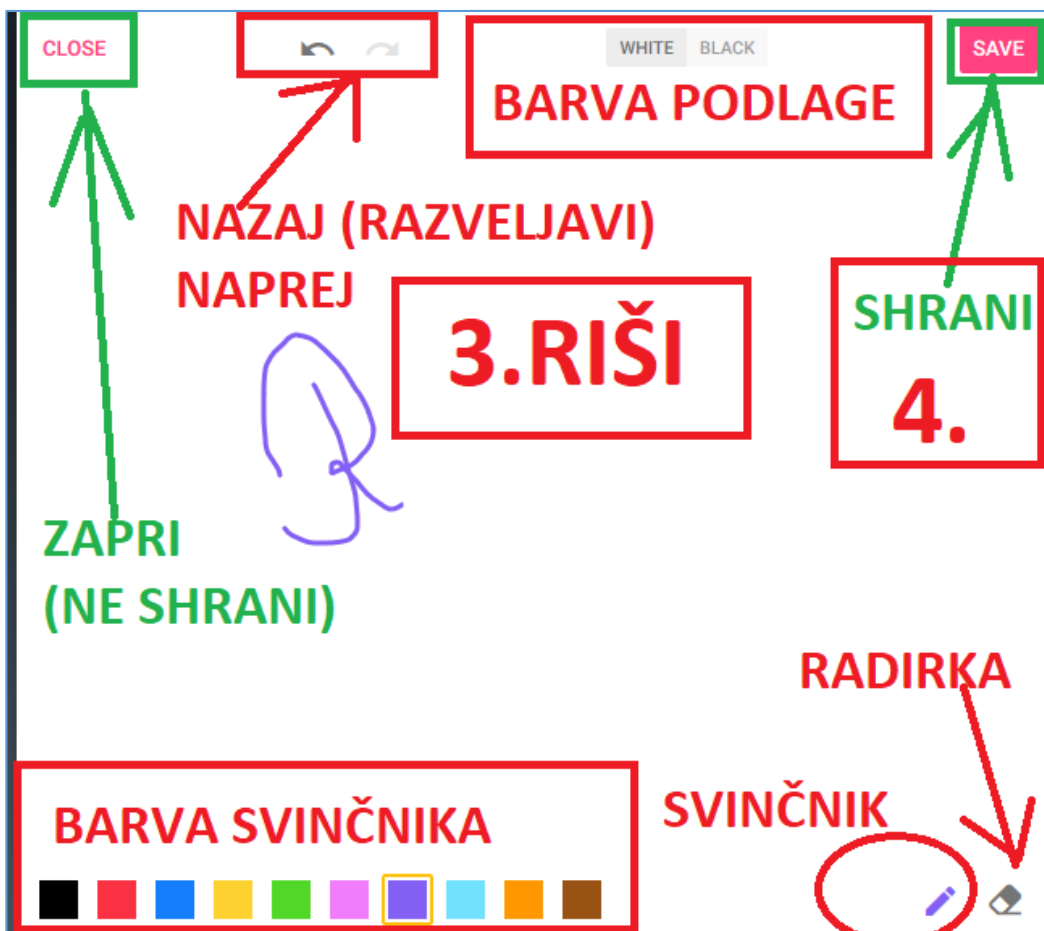 CLOSE
WHITE BLACK
SAVE
BARVA PODLAGE
NAZAJ (RAZVELJAVI)
NAPREJ
3.RIŠI
SHRANI
4.
ZAPRI
(NE SHRANI)
RADIRKA
SVINČNIK
BARVA SVINČNIKA